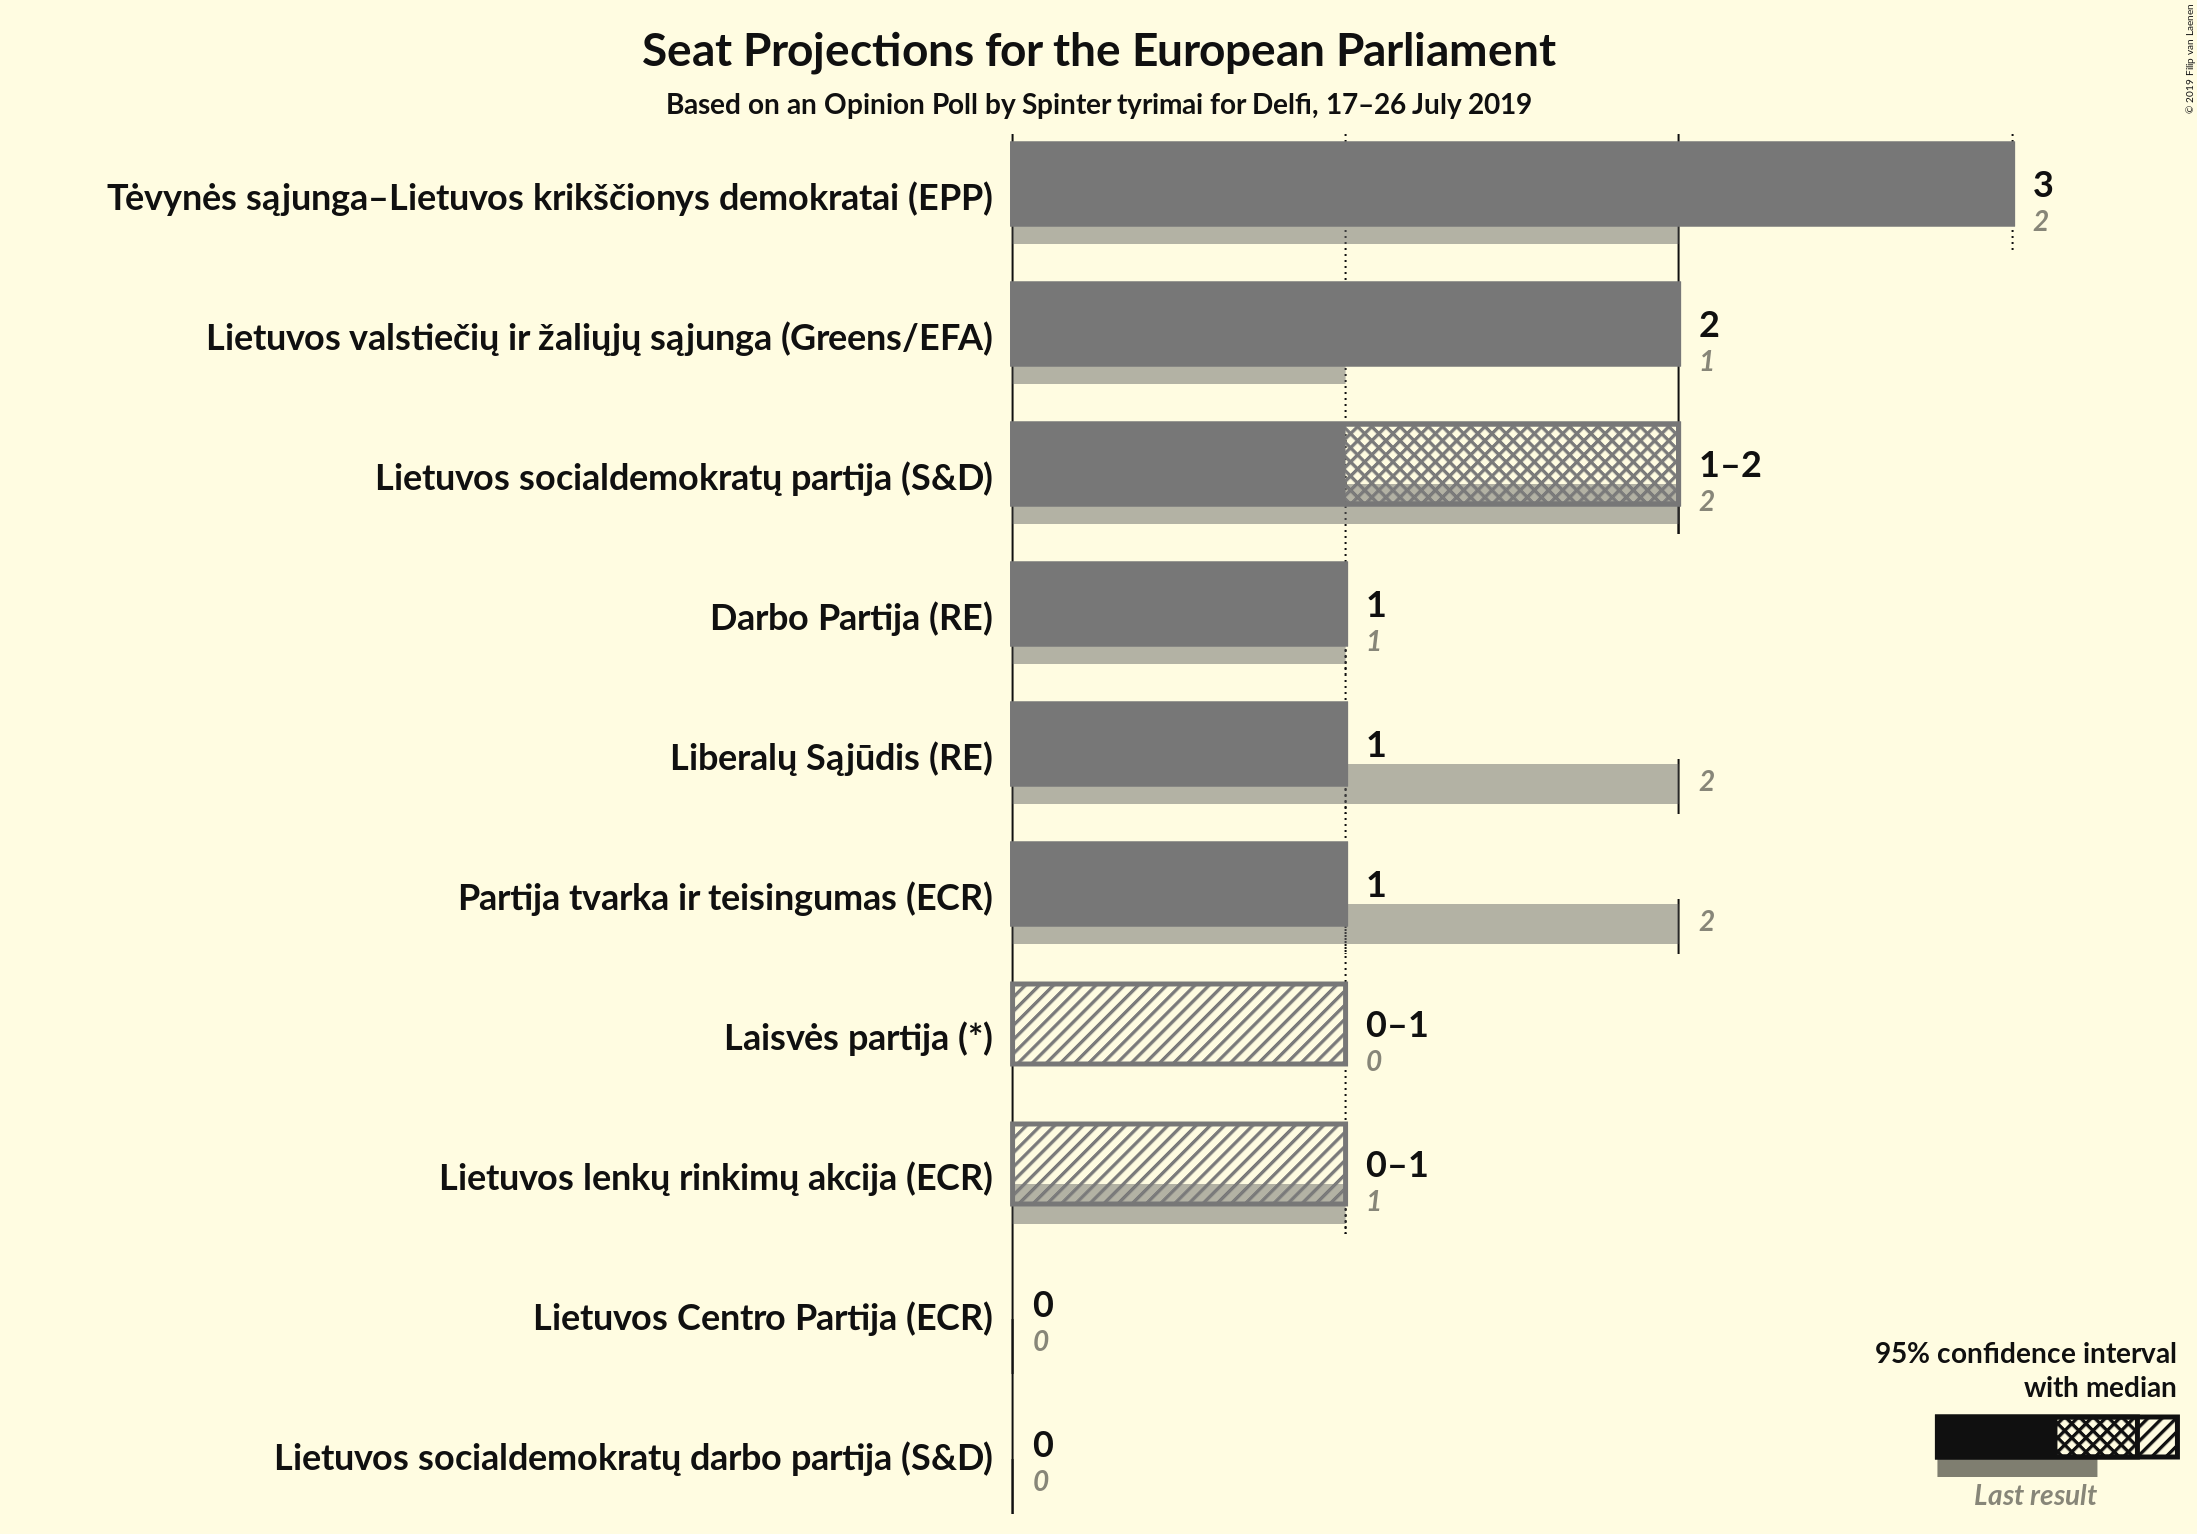 Seat Projections for the European Parliament
Based on an Opinion Poll by Spinter tyrimai for Delfi, 17–26 July 2019
© 2019 Filip van Laenen
Tėvynės sąjunga–Lietuvos krikščionys demokratai (EPP)
3
2
Lietuvos valstiečių ir žaliųjų sąjunga (Greens/EFA)
2
1
Lietuvos socialdemokratų partija (S&D)
1–2
2
Darbo Partija (RE)
1
1
Liberalų Sąjūdis (RE)
1
2
Partija tvarka ir teisingumas (ECR)
1
2
Laisvės partija (*)
0–1
0
Lietuvos lenkų rinkimų akcija (ECR)
0–1
1
Lietuvos Centro Partija (ECR)
0
0
Lietuvos socialdemokratų darbo partija (S&D)
0
0
95% confidence interval
with median
Last result